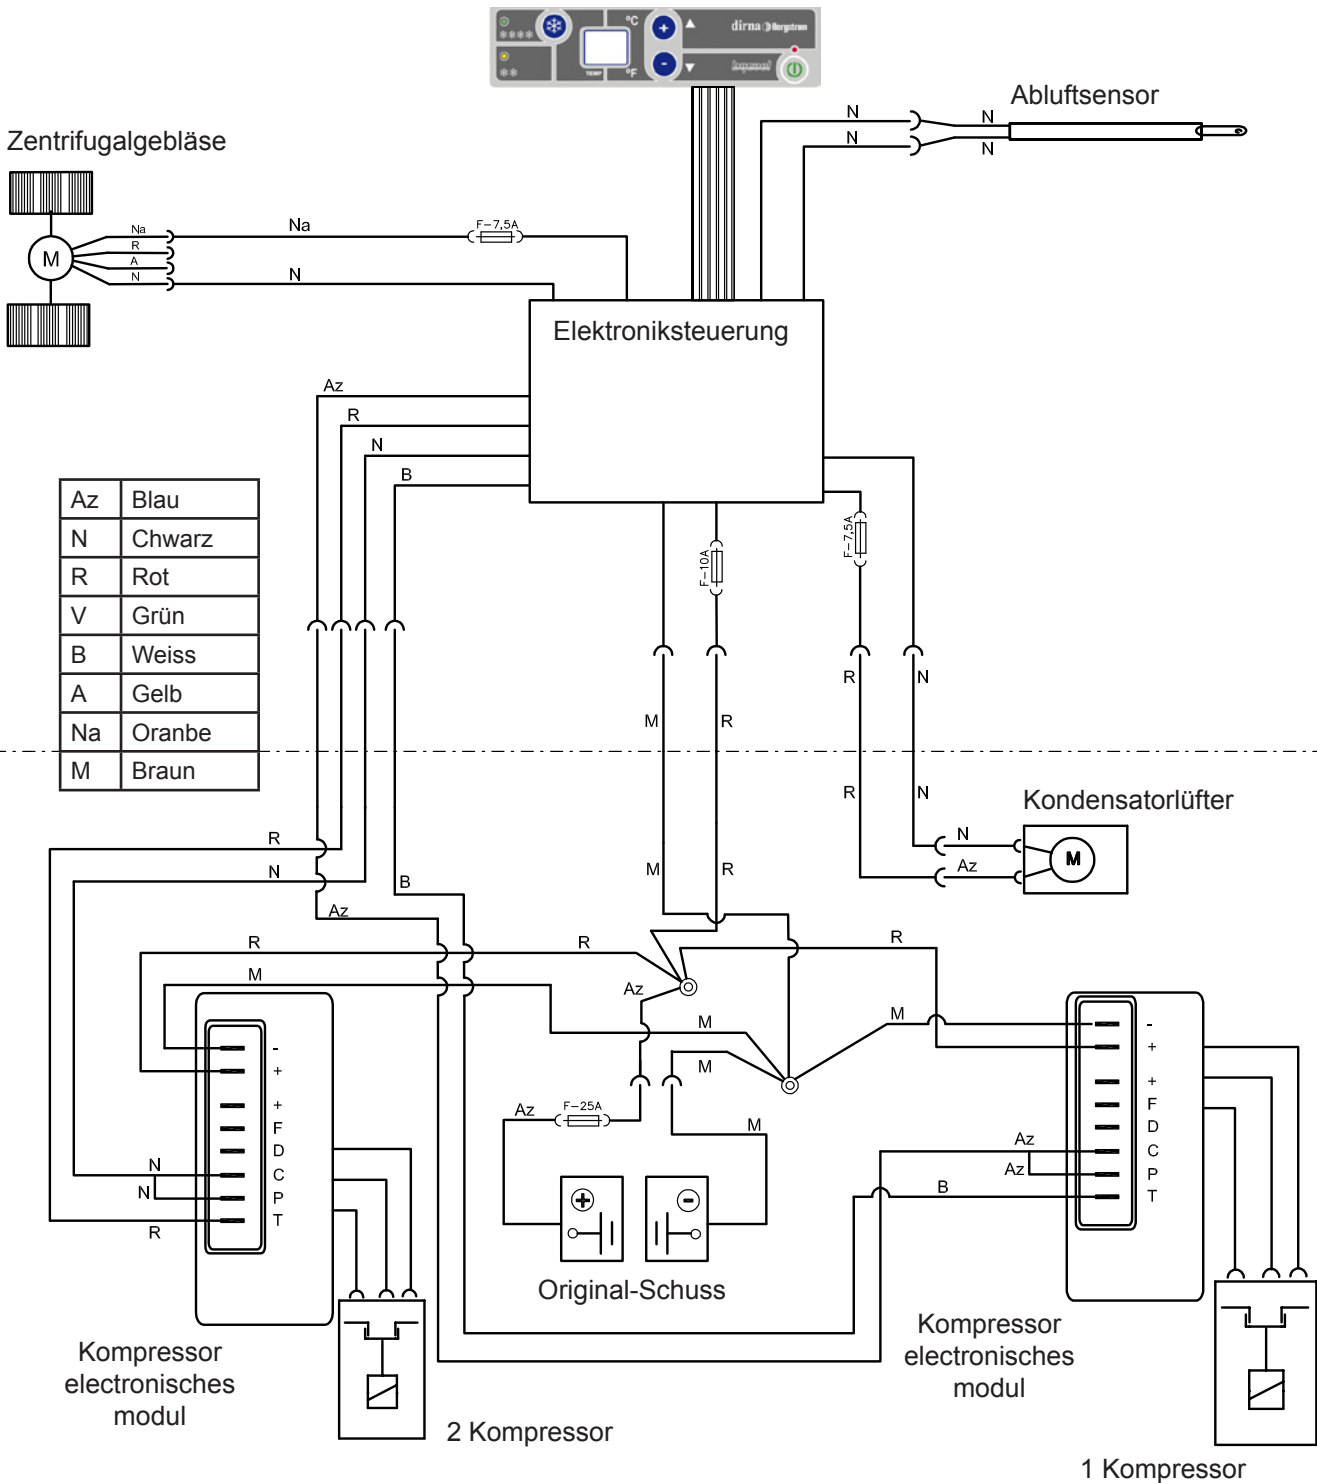 °C
dirna Bergstrom
TEMP
°F
Abluftsensor
N
N
N
N
Zentrifugalgebläse
Na
R
A
N
M
Na
F-7,5A
N
Elektroniksteuerung
Az
R
N
B
Az Blau
N Chwarz
R Rot
V Grün
B Weiss
A Gelb
Na Oranbe
M Braun
F-10A
F-7,5A
R
N
M
R
R
N
Kondensatorlüfter
N
Az
M
R
N
M
R
B
Az
R
R
R
M
Az
M
M
M
-
+
+
F
D
C
P
T
N
N
R
Az
F-25A
M
+
-
Original-Schuss
-
+
+
F
D
C
P
T
Az
Az
B
Kompressor
electronisches
modul
2 Kompressor
Kompressor
electronisches
modul
1 Kompressor